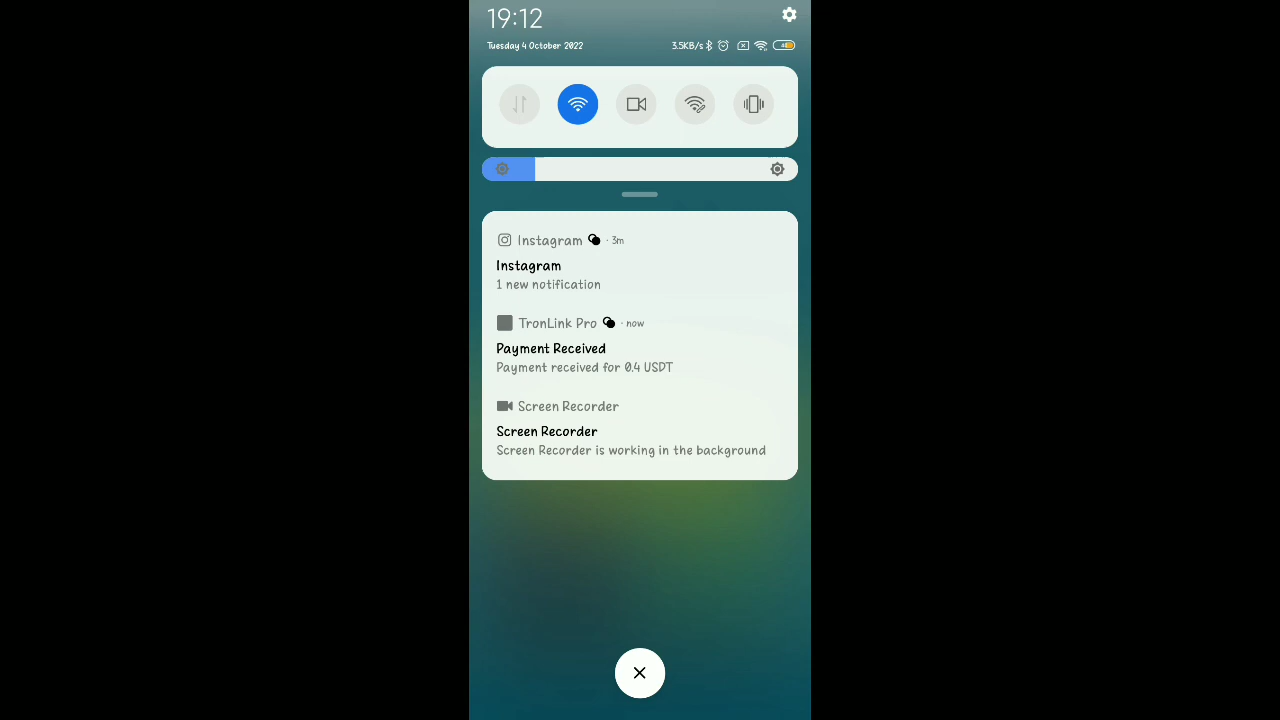 19:12
Tuesday 4 October 2022
3.5KB/s
Instagram · 3m
Instagram
1 new notification
TronLink Pro · now
Payment Received
Payment received for 0.4 USDT
Screen Recorder
Screen Recorder
Screen Recorder is working in the background